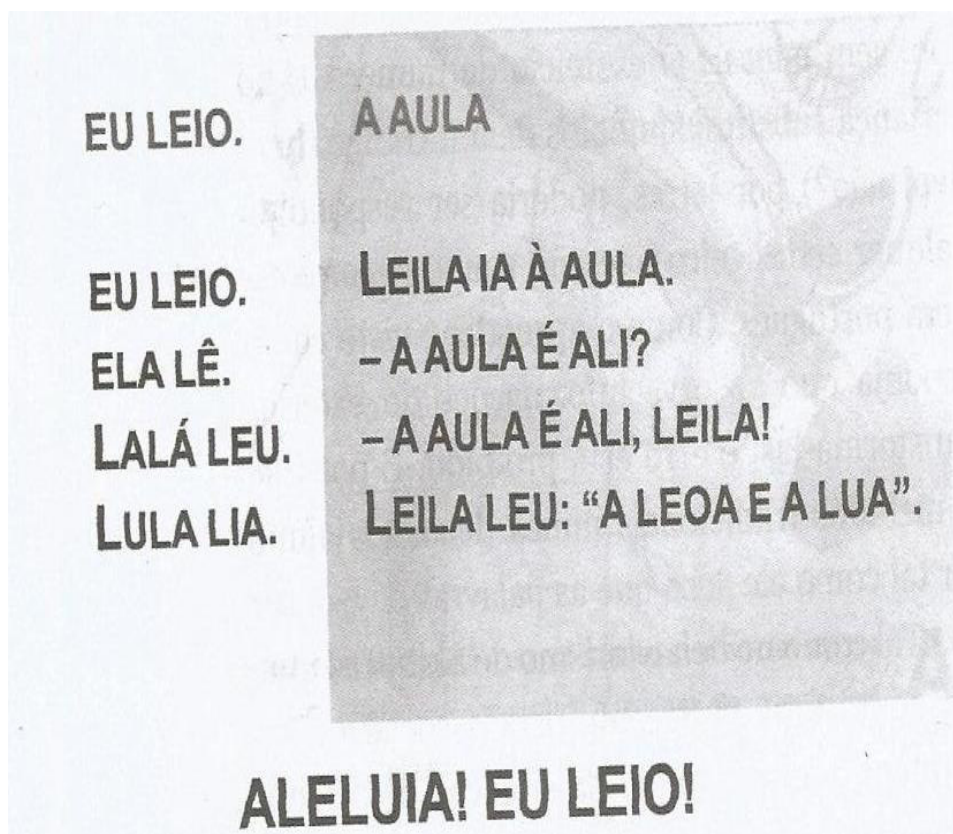 EU LEIO.
EU LEIO.
ELA LÊ.
LALÁ LEU.
LULA LIA.
A AULA
LEILA IA À AULA.
– A AULA É ALI?
– A AULA É ALI, LEILA!
LEILA LEU: “A LEOA E A LUA”.
ALELUIA! EU LEIO!